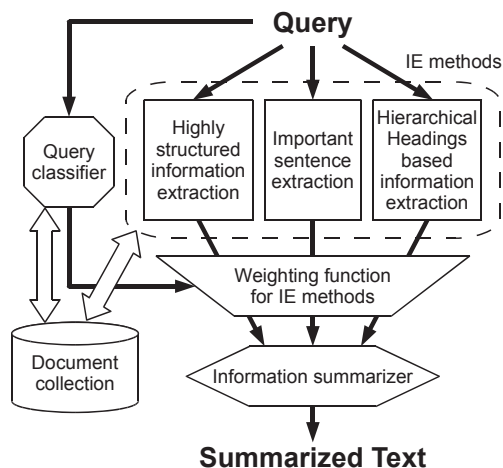 Query
IE methods
Query
classifier
Highly
structured
information
extraction
Important
sentence
extraction
Hierarchical
Headings
based
information
extraction
Weighting function
for IE methods
Document
collection
Information summarizer
Summarized Text